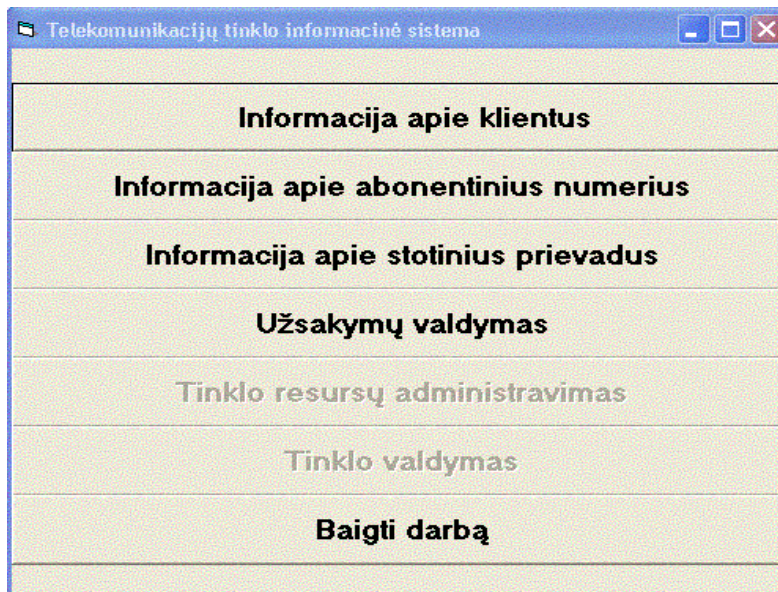 Telekomunikacijų tinklo informacinė sistema
Informacija apie klientus
Informacija apie abonentinius numerius
Informacija apie stotinius prievadus
Užsakymų valdymas
Tinklo resursų administravimas
Tinklo valdymas
Baigti darbą